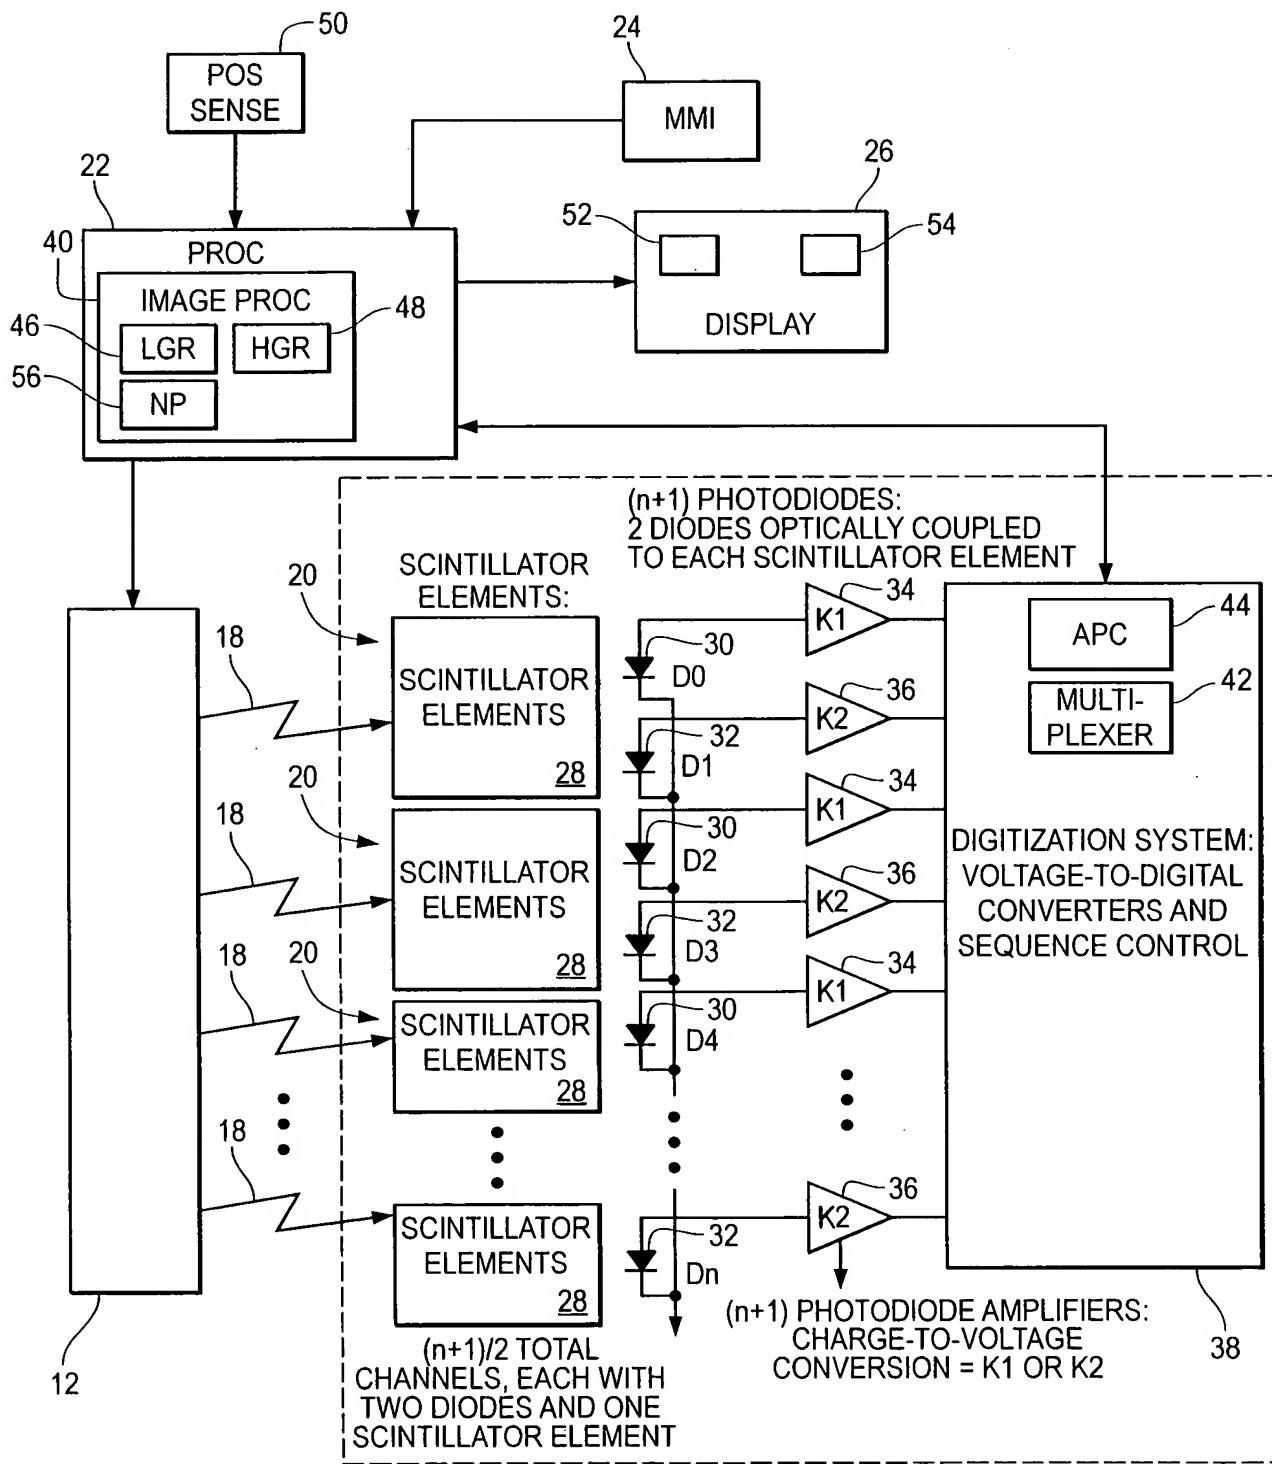 50
POS
SENSE
24
MMI
22
PROC
40
IMAGE PROC
46
LGR
HGR
48
56
NP
26
52
54
DISPLAY
(n+1) PHOTODIODES:
2 DIODES OPTICALLY COUPLED
TO EACH SCINTILLATOR ELEMENT
SCINTILLATOR
ELEMENTS:
20
18
SCINTILLATOR
ELEMENTS
28
20
18
SCINTILLATOR
ELEMENTS
28
20
18
SCINTILLATOR
ELEMENTS
28
18
SCINTILLATOR
ELEMENTS
28
30
D0
32
D1
30
D2
32
D3
30
D4
32
Dn
K1
34
K2
36
K1
34
K2
36
K1
34
K2
36
APC
44
MULTI-
PLEXER
42
DIGITIZATION SYSTEM:
VOLTAGE-TO-DIGITAL
CONVERTERS AND
SEQUENCE CONTROL
38
12
(n+1)/2 TOTAL
CHANNELS, EACH WITH
TWO DIODES AND ONE
SCINTILLATOR ELEMENT
(n+1) PHOTODIODE AMPLIFIERS:
CHARGE-TO-VOLTAGE
CONVERSION = K1 OR K2